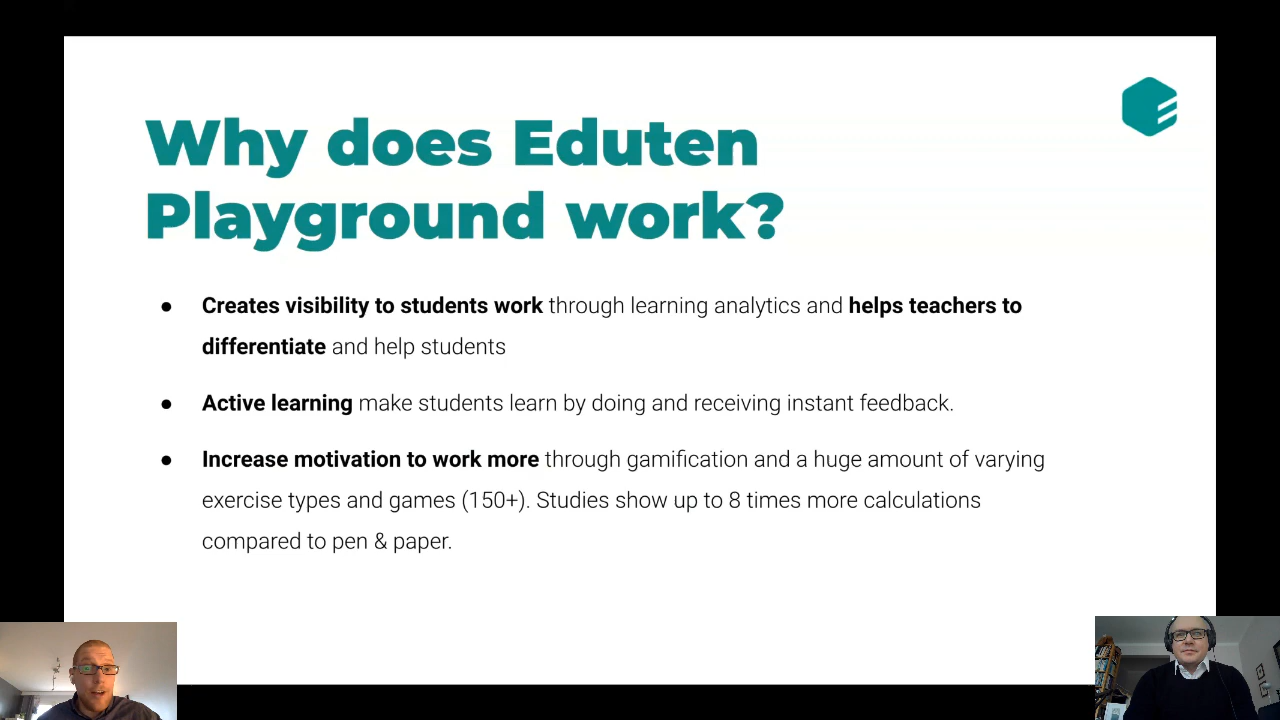 Why does Eduten
Playground work?
● Creates visibility to students work through learning analytics and helps teachers to
differentiate and help students
● Active learning make students learn by doing and receiving instant feedback.
● Increase motivation to work more through gamification and a huge amount of varying
exercise types and games (150+). Studies show up to 8 times more calculations
compared to pen & paper.